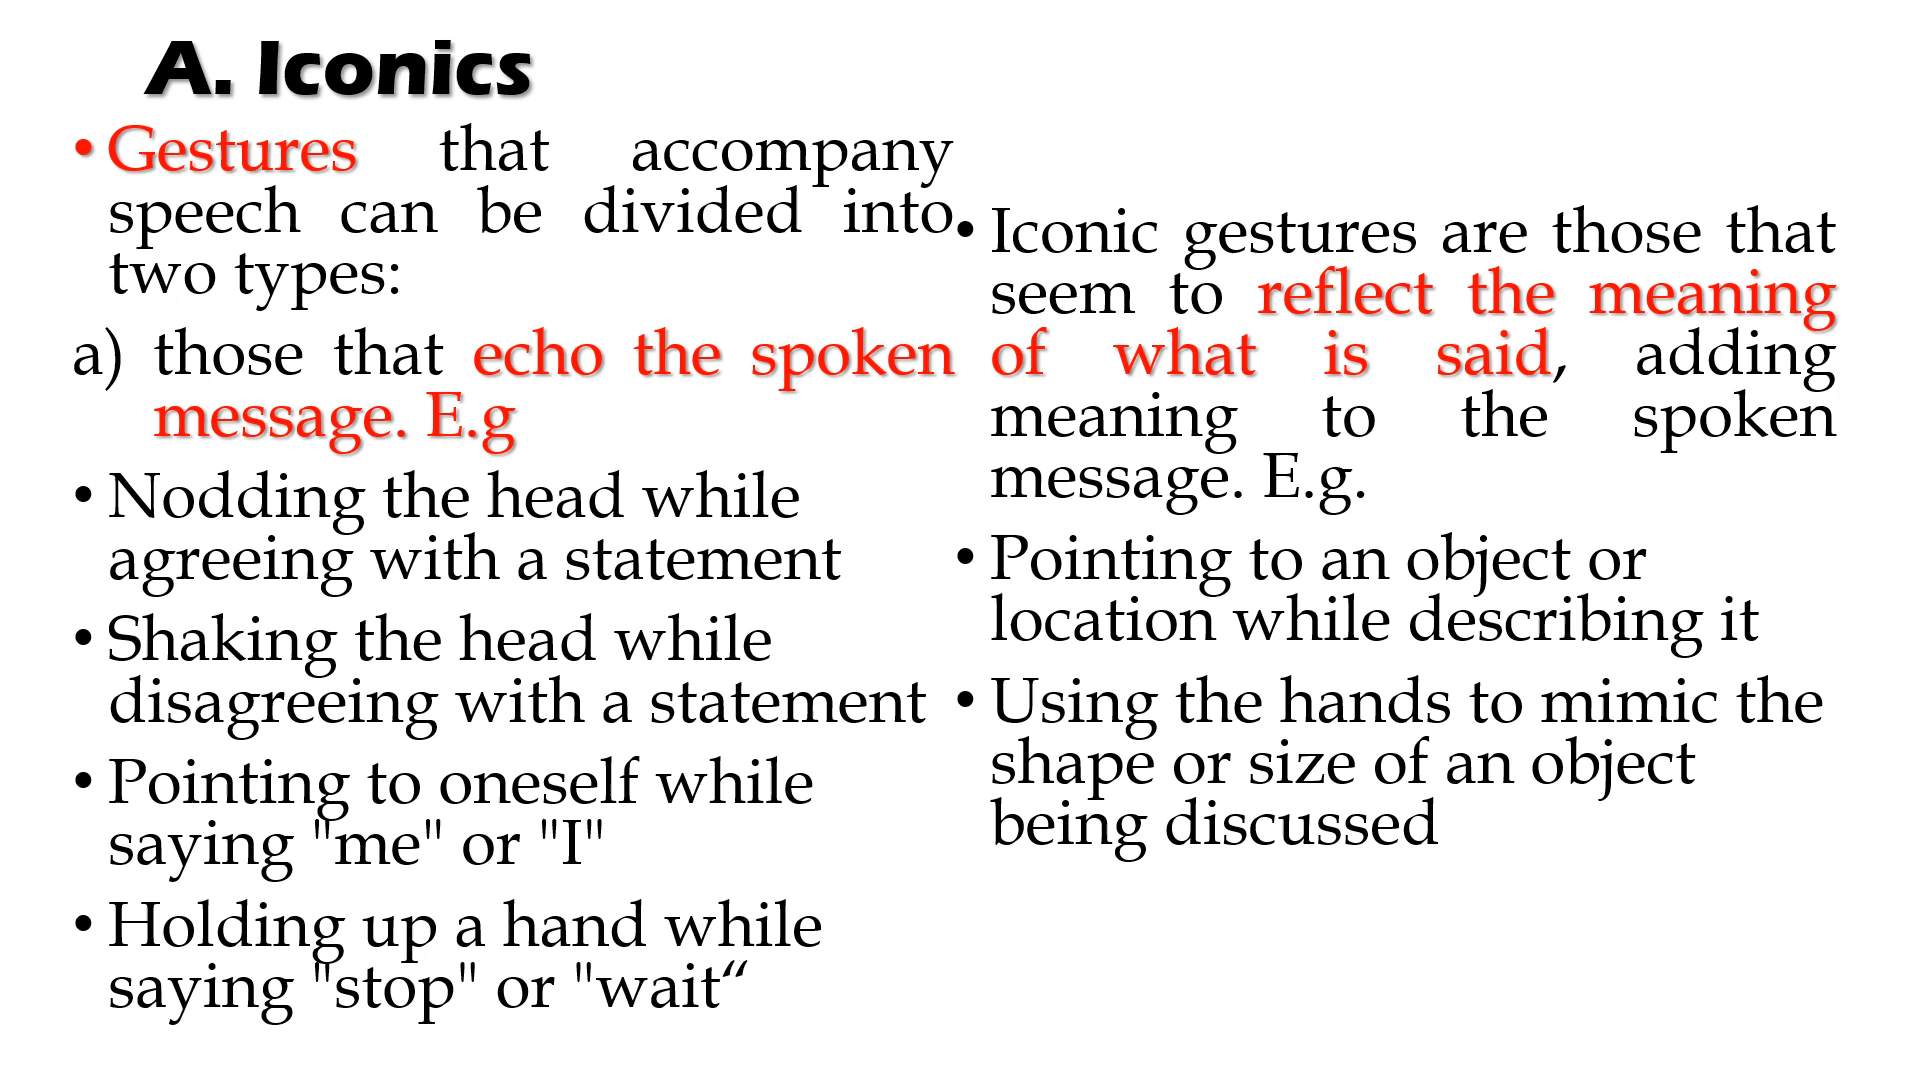 A. Iconics
• Gestures that accompany
speech can be divided into
two types:
a) those that echo the spoken
message. E.g
• Nodding the head while
agreeing with a statement
• Shaking the head while
disagreeing with a statement
• Pointing to oneself while
saying "me" or "I"
• Holding up a hand while
saying "stop" or "wait“
• Iconic gestures are those that
seem to reflect the meaning
of what is said, adding
meaning to the spoken
message. E.g.
• Pointing to an object or
location while describing it
• Using the hands to mimic the
shape or size of an object
being discussed